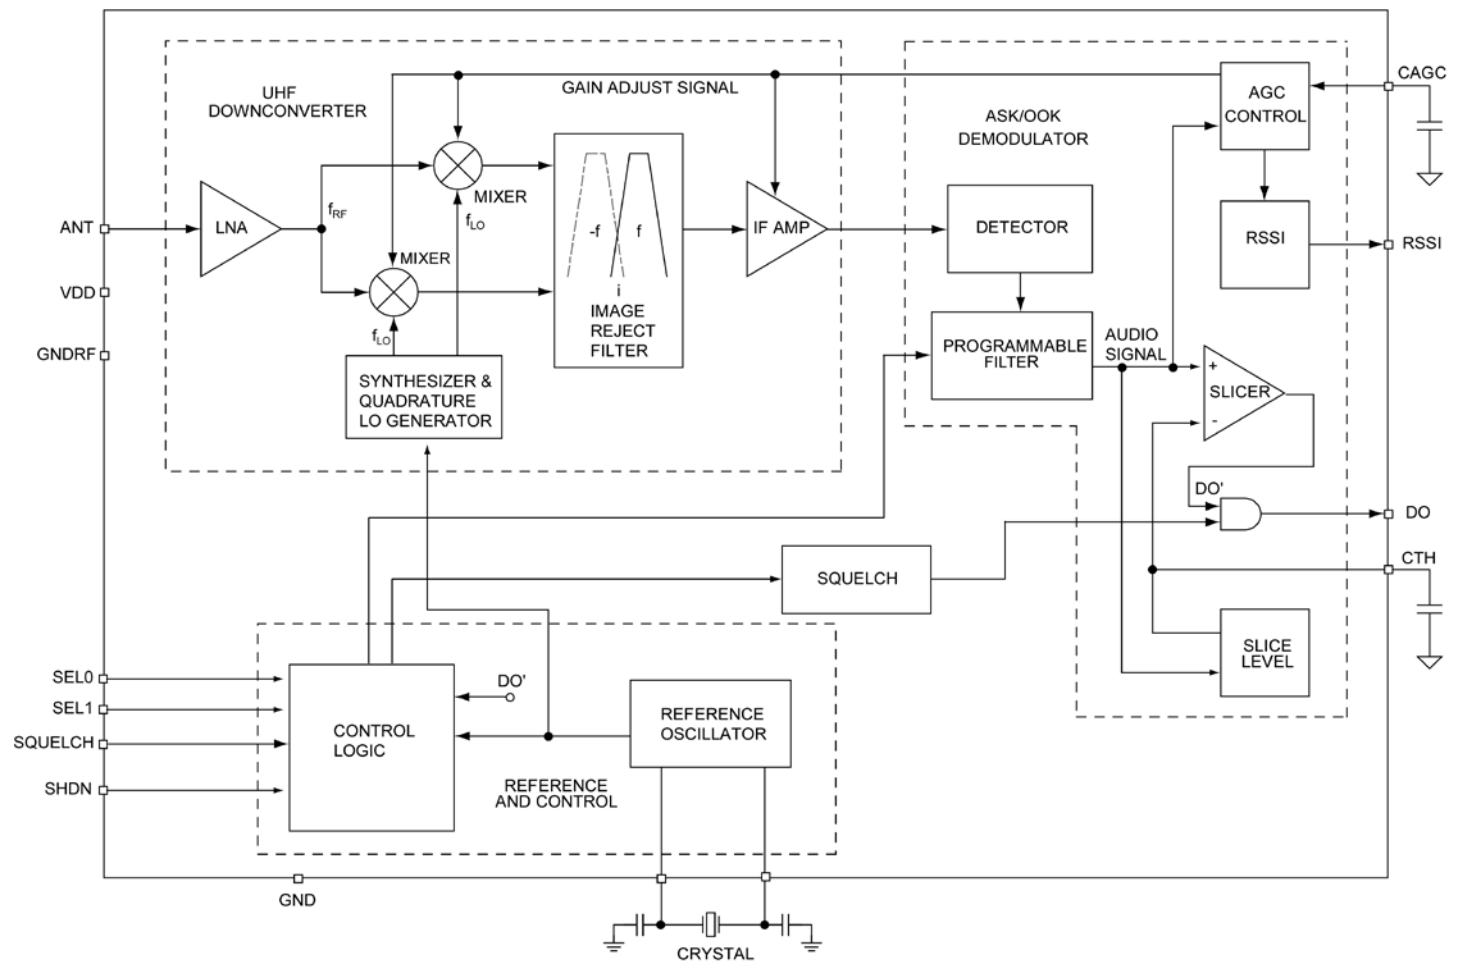 UHF
DOWNCONVERTER
GAIN ADJUST SIGNAL
ASK/OOK
DEMODULATOR
AGC
CONTROL
CAGC
ANT
LNA
fRF
MIXER
fLO
MIXER
fLO
-f
f
i
IMAGE
REJECT
FILTER
IF AMP
DETECTOR
RSSI
RSSI
VDD
GNDRF
SYNTHESIZER &
QUADRATURE
LO GENERATOR
PROGRAMMABLE
FILTER
AUDIO
SIGNAL
+
SLICER
-
DO'
DO
CTH
SQUELCH
SLICE
LEVEL
SEL0
SEL1
SQUELCH
SHDN
CONTROL
LOGIC
DO'
REFERENCE
OSCILLATOR
REFERENCE
AND CONTROL
GND
CRYSTAL